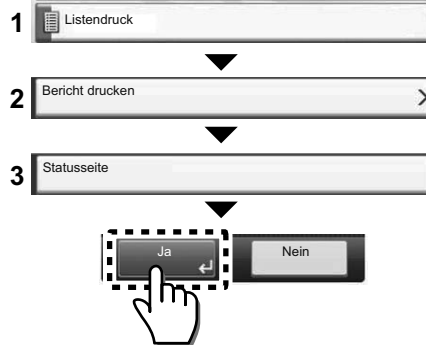 1 Listendruck
2 Bericht drucken
3 Statusseite
Ja Nein